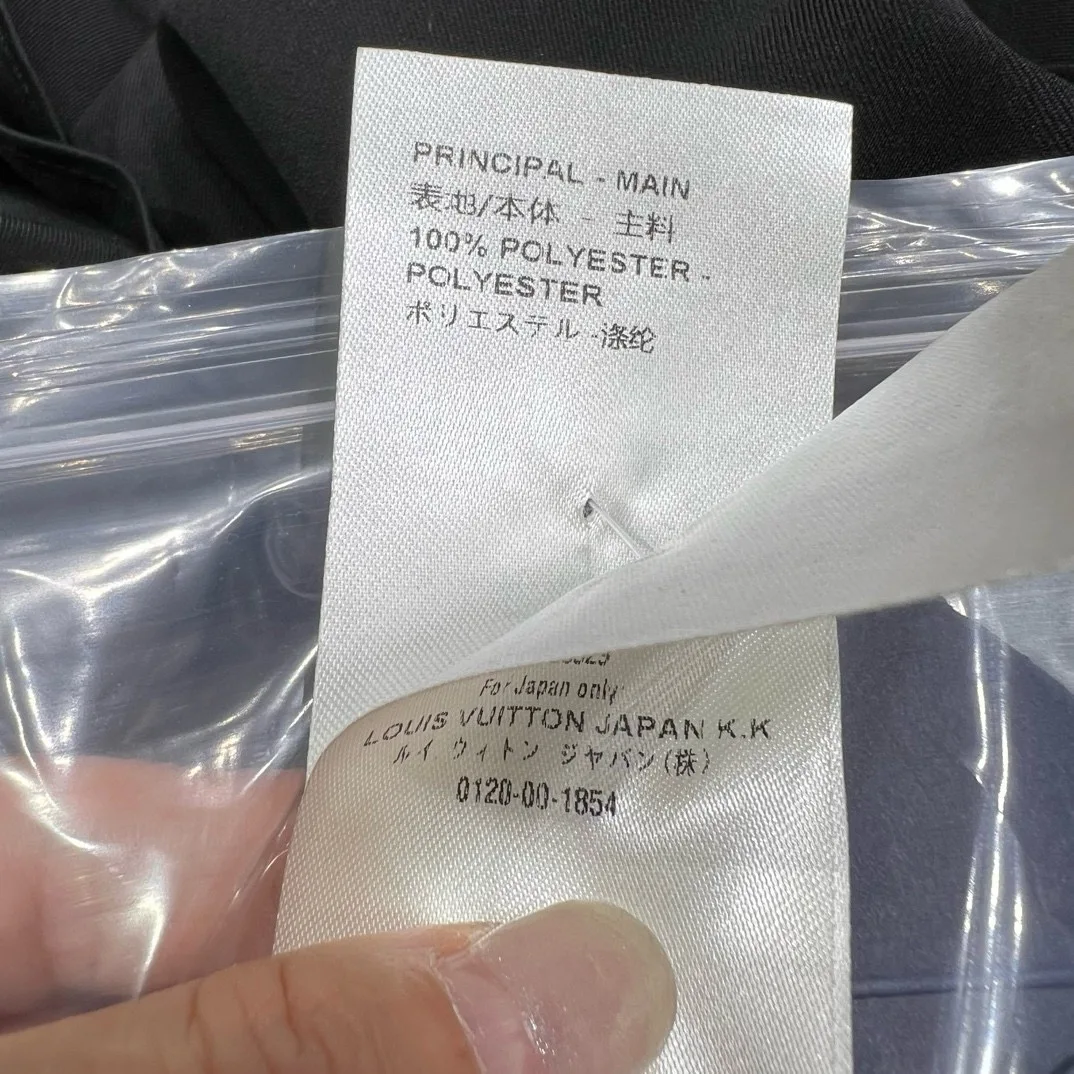 PRINCIPAL - MAIN
表地/本体 - 主料
100% POLYESTER -
POLYESTER
ポリエステル -涤纶
For Japan only
LOUIS VUITTON JAPAN K.K
ルイ ウィトン ジャパン(株)
0120-00-1854